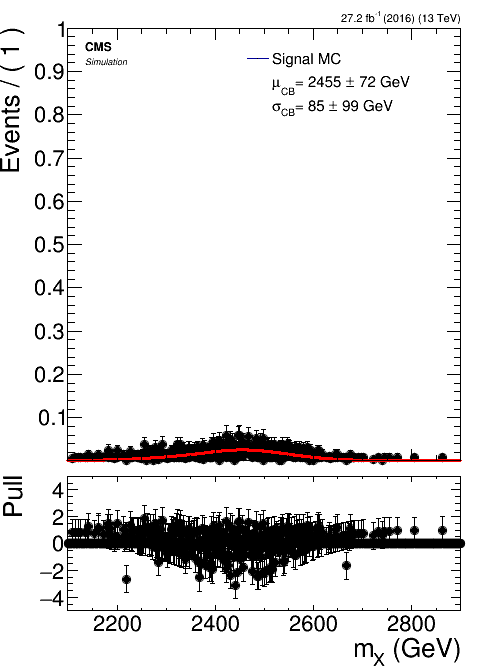 27.2 fb⁻¹ (2016) (13 TeV)
CMS
Simulation
Signal MC
μ_CB= 2455 ± 72 GeV
σ_CB= 85 ± 99 GeV
Events / ( 1 )
1
0.9
0.8
0.7
0.6
0.5
0.4
0.3
0.2
0.1
Pull
4
2
0
−2
−4
2200 2400 2600 2800
m_X (GeV)